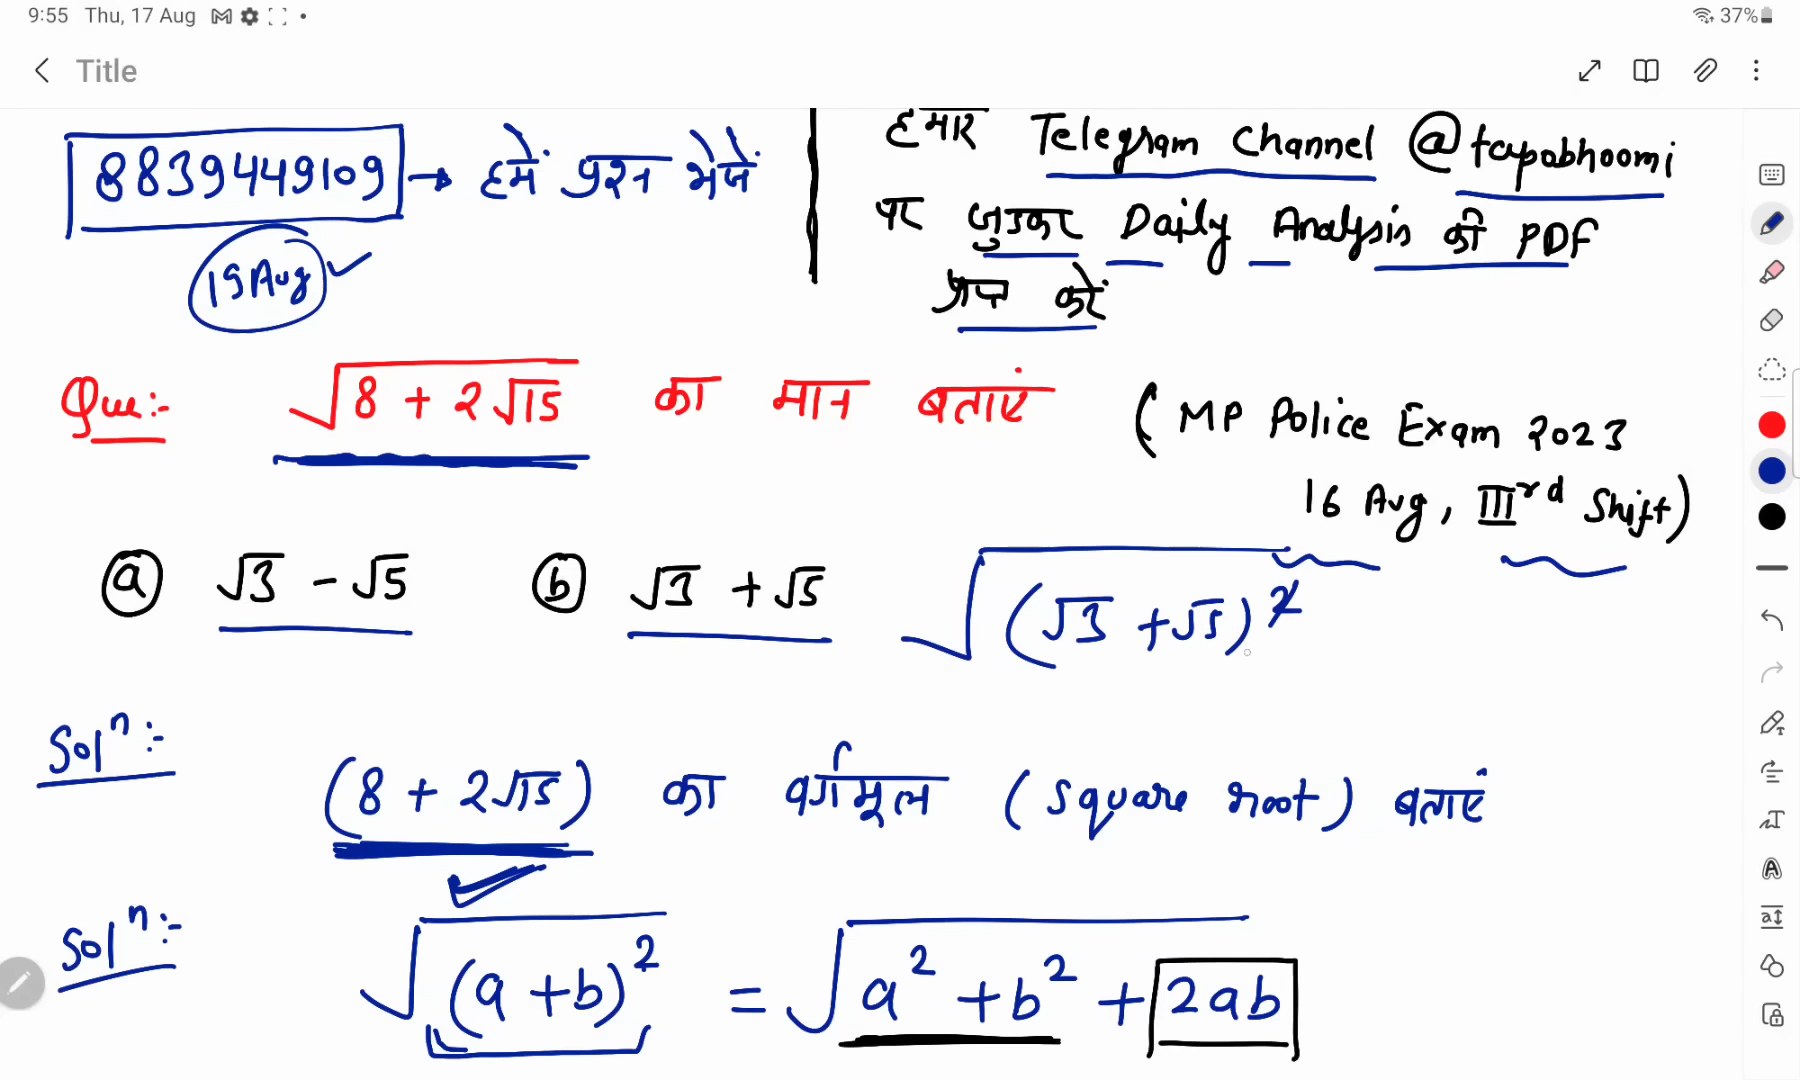 9:55 Thu, 17 Aug
37%
Title
8839449109 → हमें प्रश्न भेजें
19 Aug ✓
हमारे Telegram Channel @tapobhoomi
पर जुड़कर Daily Analysis की PDF
प्राप्त करें
Que:- √(8 + 2√15) का मान बताएं
( MP Police Exam 2023
16 Aug, IIIrd Shift)
(a) √3 - √5 (b) √3 + √5
√(√3 + √5)²
Solⁿ:-
(8 + 2√15) का वर्गमूल (square root) बताएं
Solⁿ:-
√(a + b)² = √a² + b² + 2ab